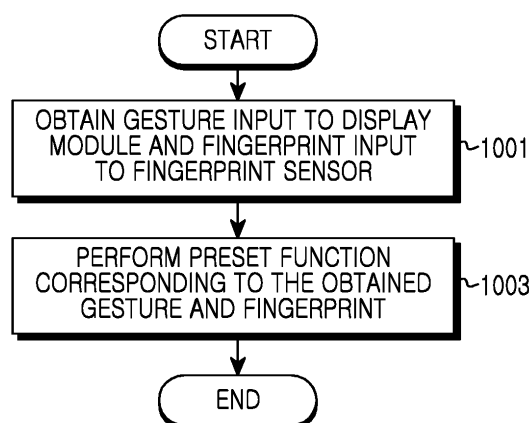 START
OBTAIN GESTURE INPUT TO DISPLAY
MODULE AND FINGERPRINT INPUT
TO FINGERPRINT SENSOR
1001
PERFORM PRESET FUNCTION
CORRESPONDING TO THE OBTAINED
GESTURE AND FINGERPRINT
1003
END